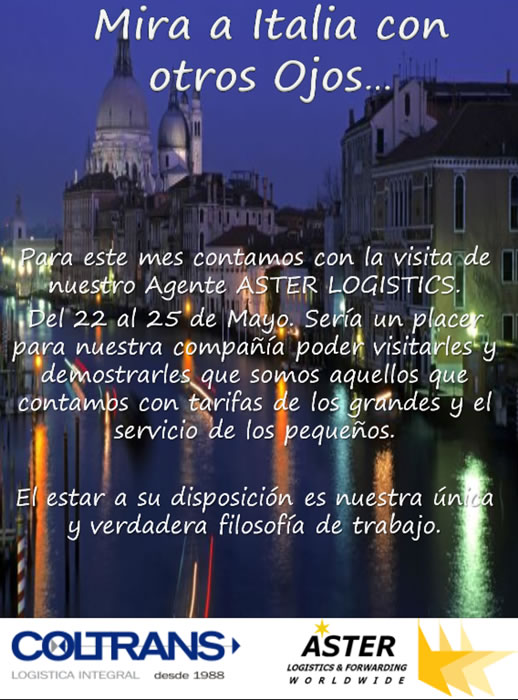 Mira a Italia con
otros Ojos...
Para este mes contamos con la visita de
nuestro Agente ASTER LOGISTICS.
Del 22 al 25 de Mayo. Sería un placer
para nuestra compañía poder visitarles y
demostrarles que somos aquellos que
contamos con tarifas de los grandes y el
servicio de los pequeños.
El estar a su disposición es nuestra única
y verdadera filosofía de trabajo.
COLTRANS
LOGISTICA INTEGRAL desde 1988
ASTER
LOGISTICS & FORWARDING
WORLDWIDE